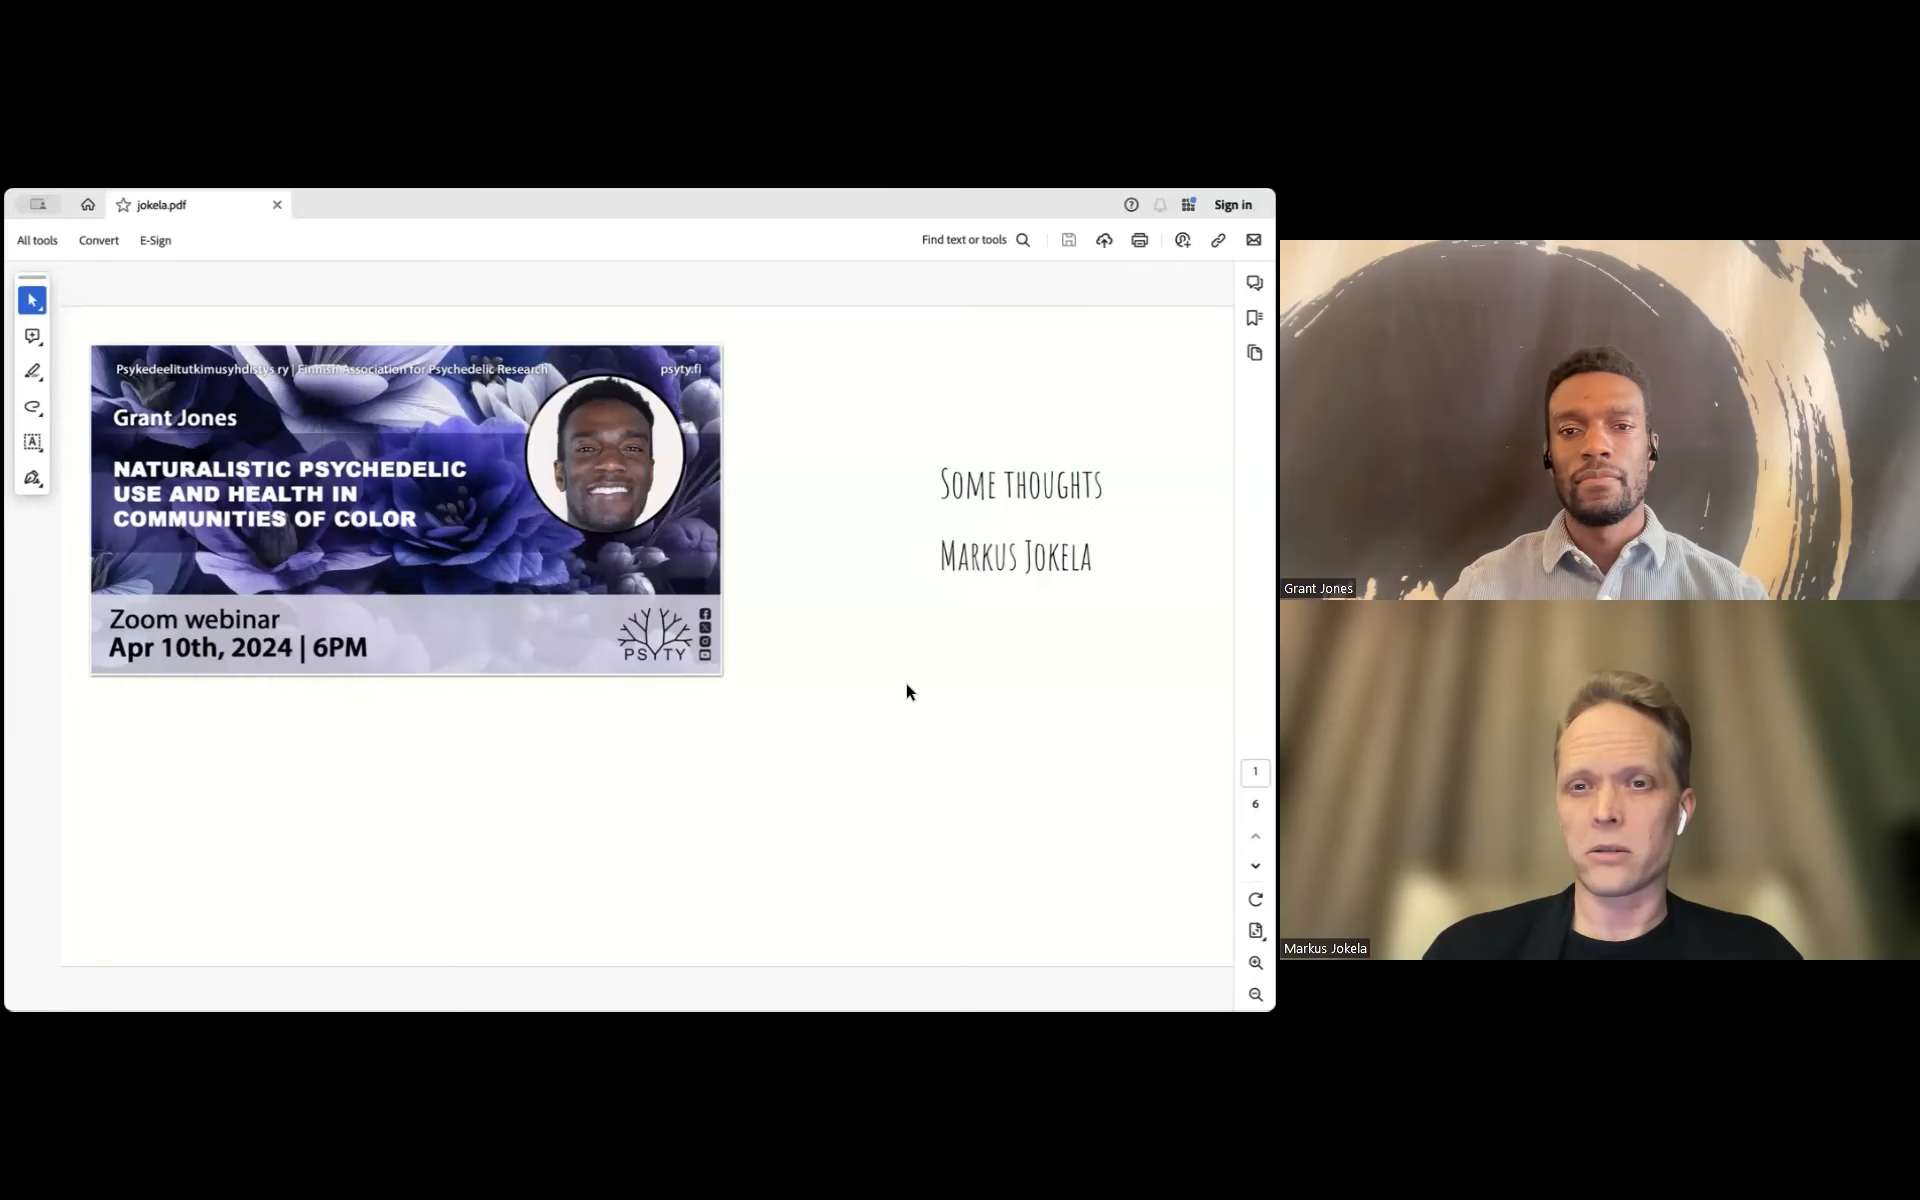 jokela.pdf
Sign in
All tools
Convert
E-Sign
Find text or tools
Psykedeelitutkimusyhdistys ry | Finnish Association for Psychedelic Research
psyty.fi
Grant Jones
NATURALISTIC PSYCHEDELIC
USE AND HEALTH IN
COMMUNITIES OF COLOR
Zoom webinar
Apr 10th, 2024 | 6PM
PSYTY
SOME THOUGHTS
MARKUS JOKELA
1
6
Grant Jones
Markus Jokela